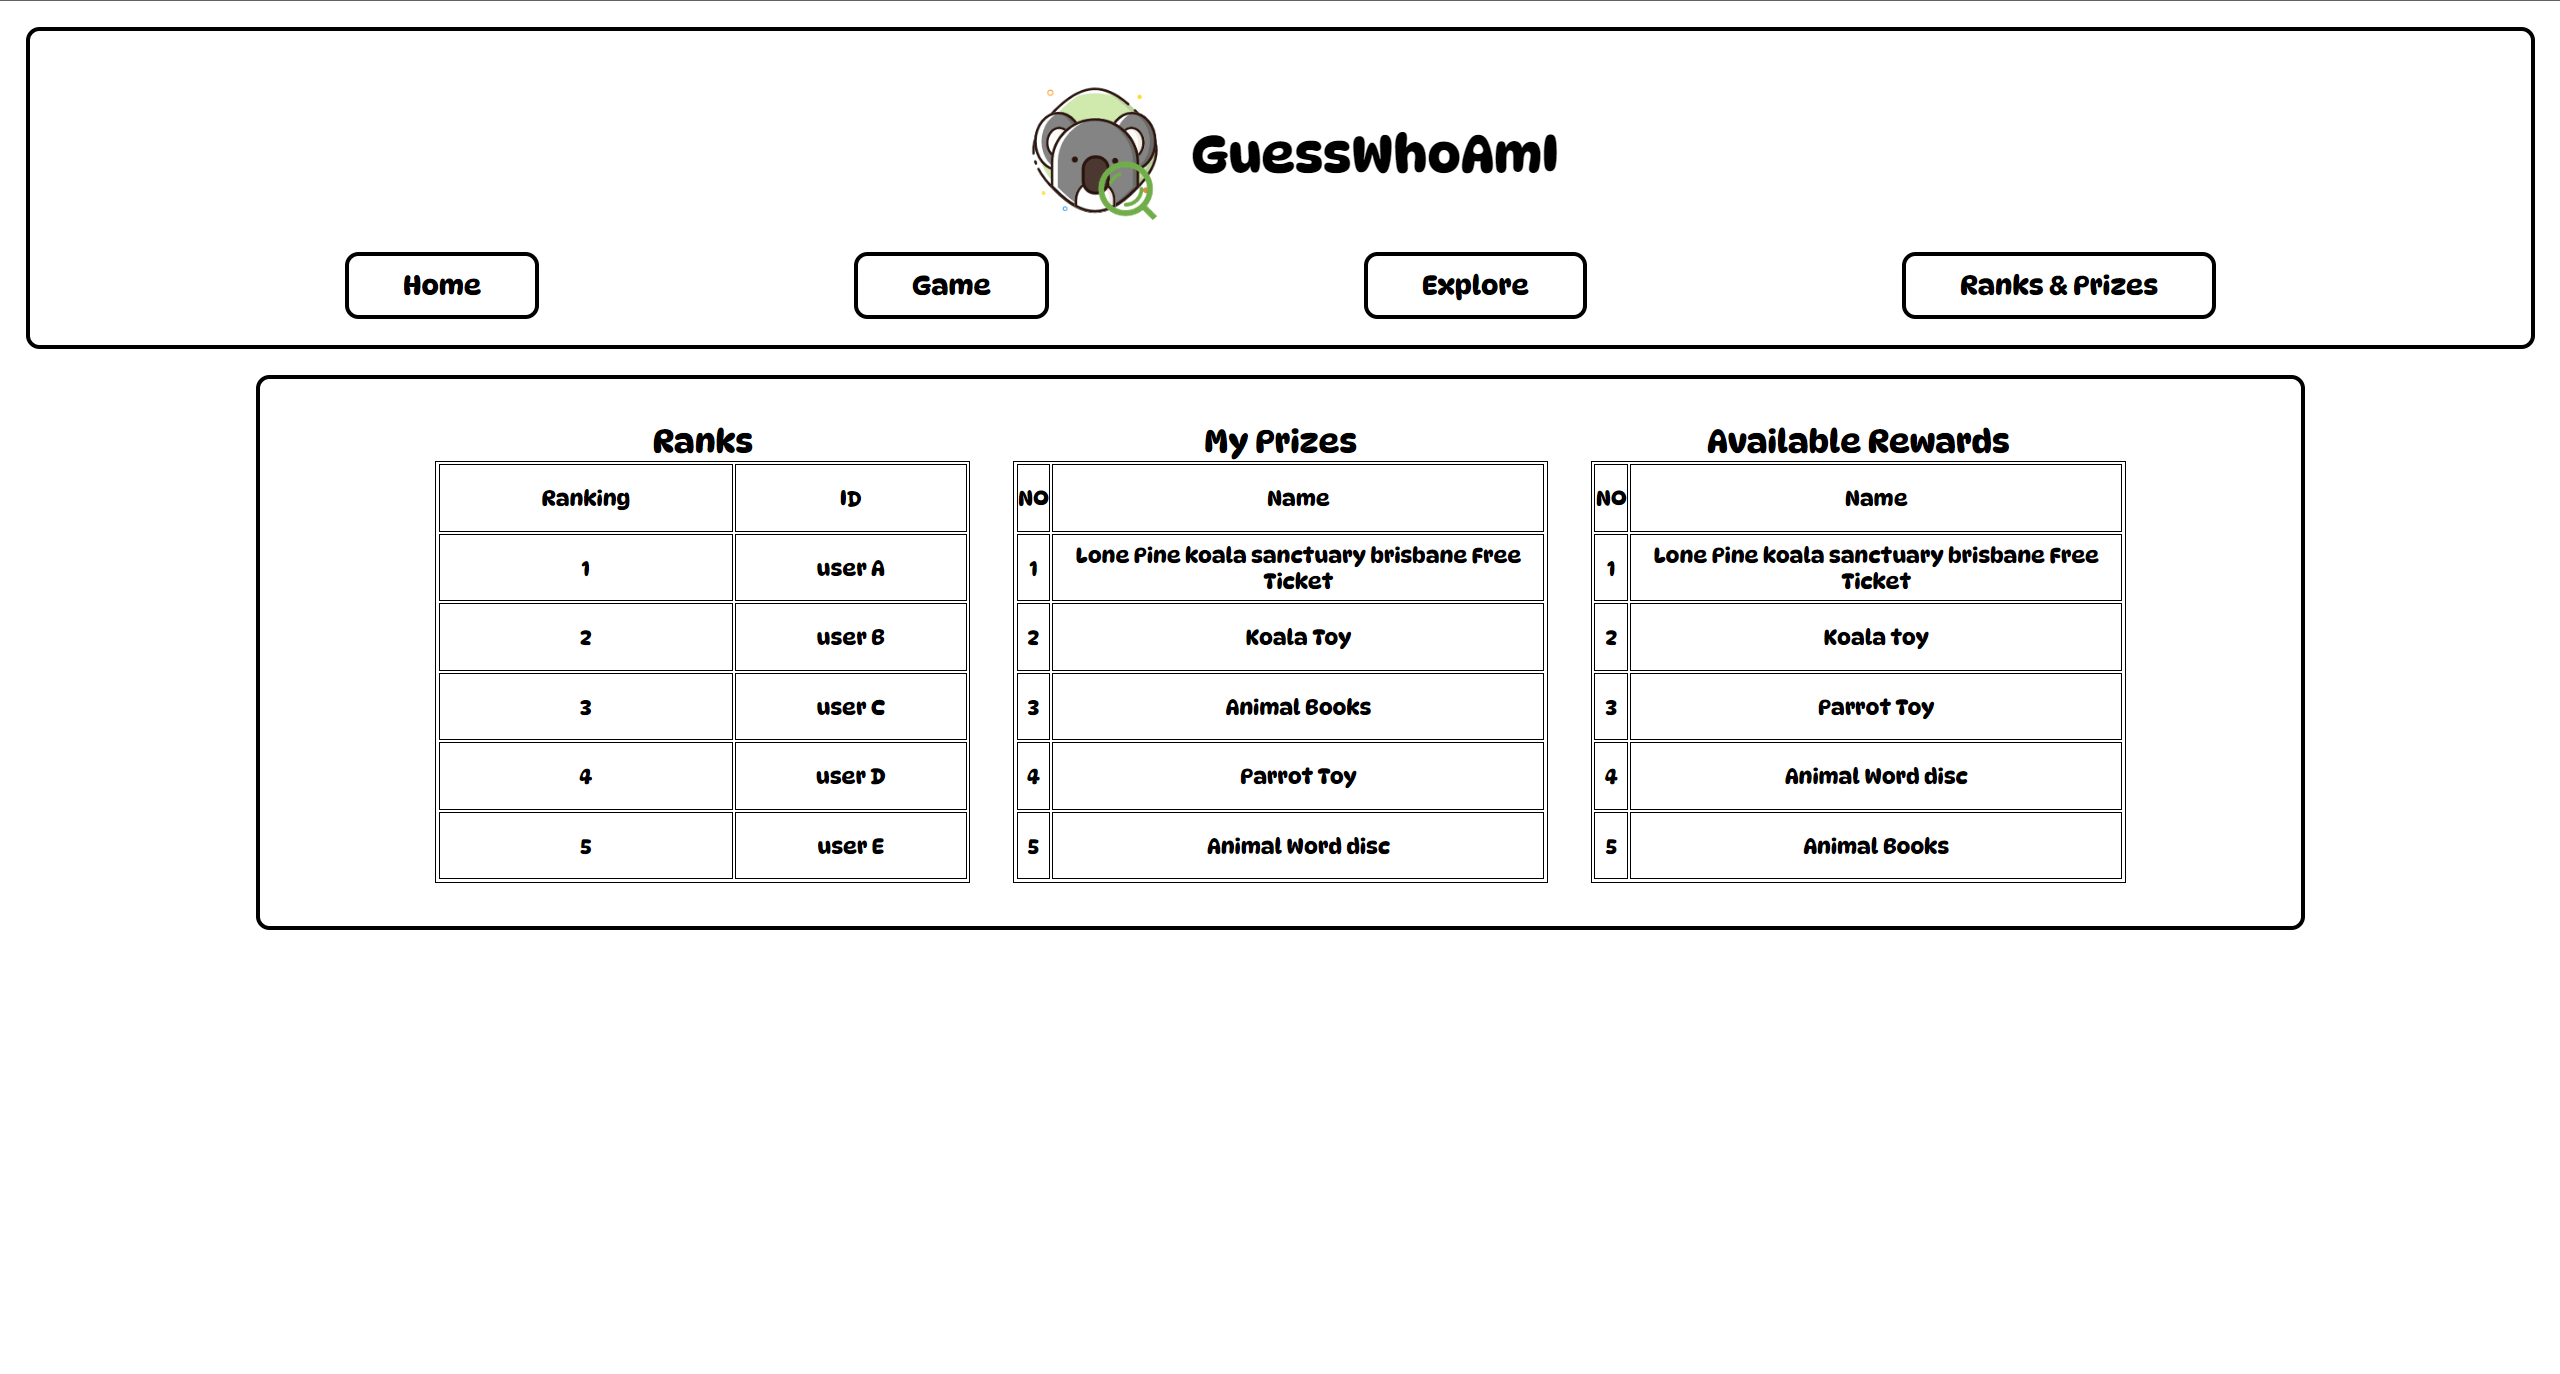 GuessWhoAmI
Home
Game
Explore
Ranks & Prizes
Ranks
Ranking ID
1 user A
2 user B
3 user C
4 user D
5 user E
My Prizes
NO Name
1 Lone Pine koala sanctuary brisbane Free
Ticket
2 Koala Toy
3 Animal Books
4 Parrot Toy
5 Animal Word disc
Available Rewards
NO Name
1 Lone Pine koala sanctuary brisbane Free
Ticket
2 Koala toy
3 Parrot Toy
4 Animal Word disc
5 Animal Books